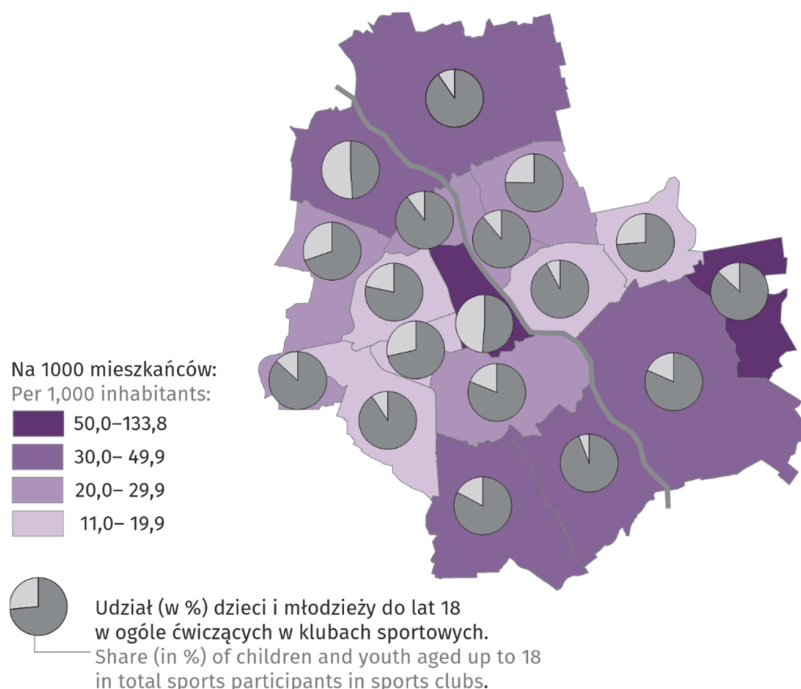 Na 1000 mieszkańców:
Per 1,000 inhabitants:
50,0–133,8
30,0– 49,9
20,0– 29,9
11,0– 19,9
Udział (w %) dzieci i młodzieży do lat 18
w ogóle ćwiczących w klubach sportowych.
Share (in %) of children and youth aged up to 18
in total sports participants in sports clubs.